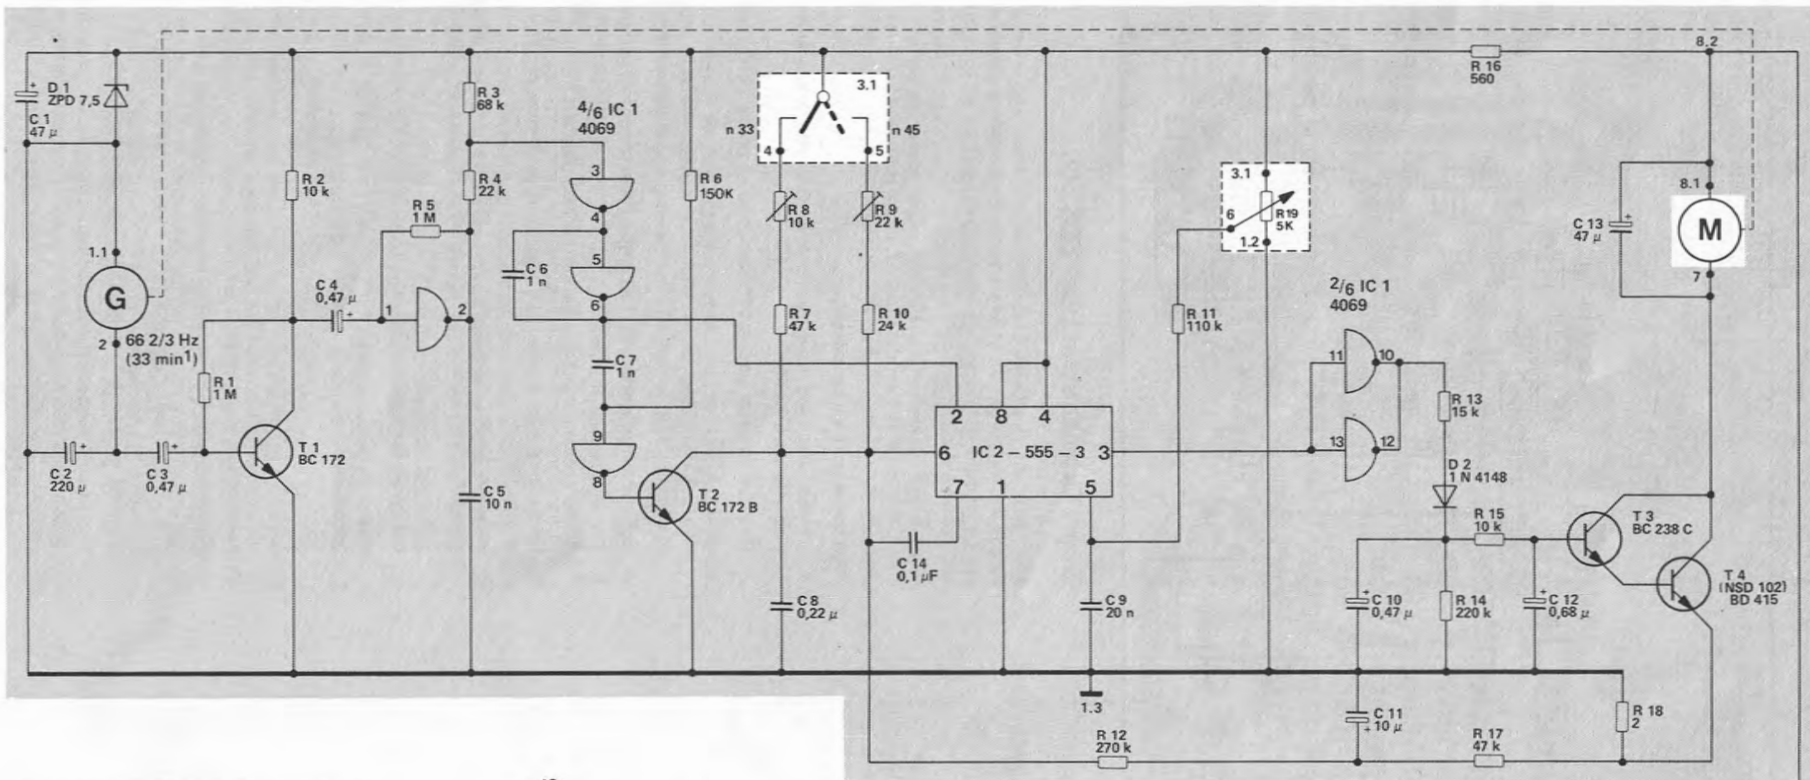 D 1
ZPD 7,5
C 1
47 µ
1.1
G
2
66 2/3 Hz
(33 min¹)
C 2
220 µ
C 3
0,47 µ
R 1
1 M
T 1
BC 172
R 2
10 k
C 4
0,47 µ
R 5
1 M
1
2
R 3
68 k
R 4
22 k
C 5
10 n
4/6 IC 1
4069
3
4
5
6
C 6
1 n
C 7
1 n
9
8
R 6
150K
T 2
BC 172 B
3.1
n 33
n 45
4
5
R 8
10 k
R 9
22 k
R 7
47 k
R 10
24 k
C 8
0,22 µ
C 14
0,1 µF
2
8
4
6
IC 2 – 555 – 3
3
7
1
5
C 9
20 n
1.3
R 11
110 k
3.1
6
R19
5K
1.2
2/6 IC 1
4069
11
10
13
12
R 13
15 k
D 2
1 N 4148
R 15
10 k
C 10
0,47 µ
R 14
220 k
C 12
0,68 µ
C 11
10 µ
R 12
270 k
R 17
47 k
R 18
2
R 16
560
8.2
8.1
M
7
C 13
47 µ
T 3
BC 238 C
T 4
(NSD 102)
BD 415